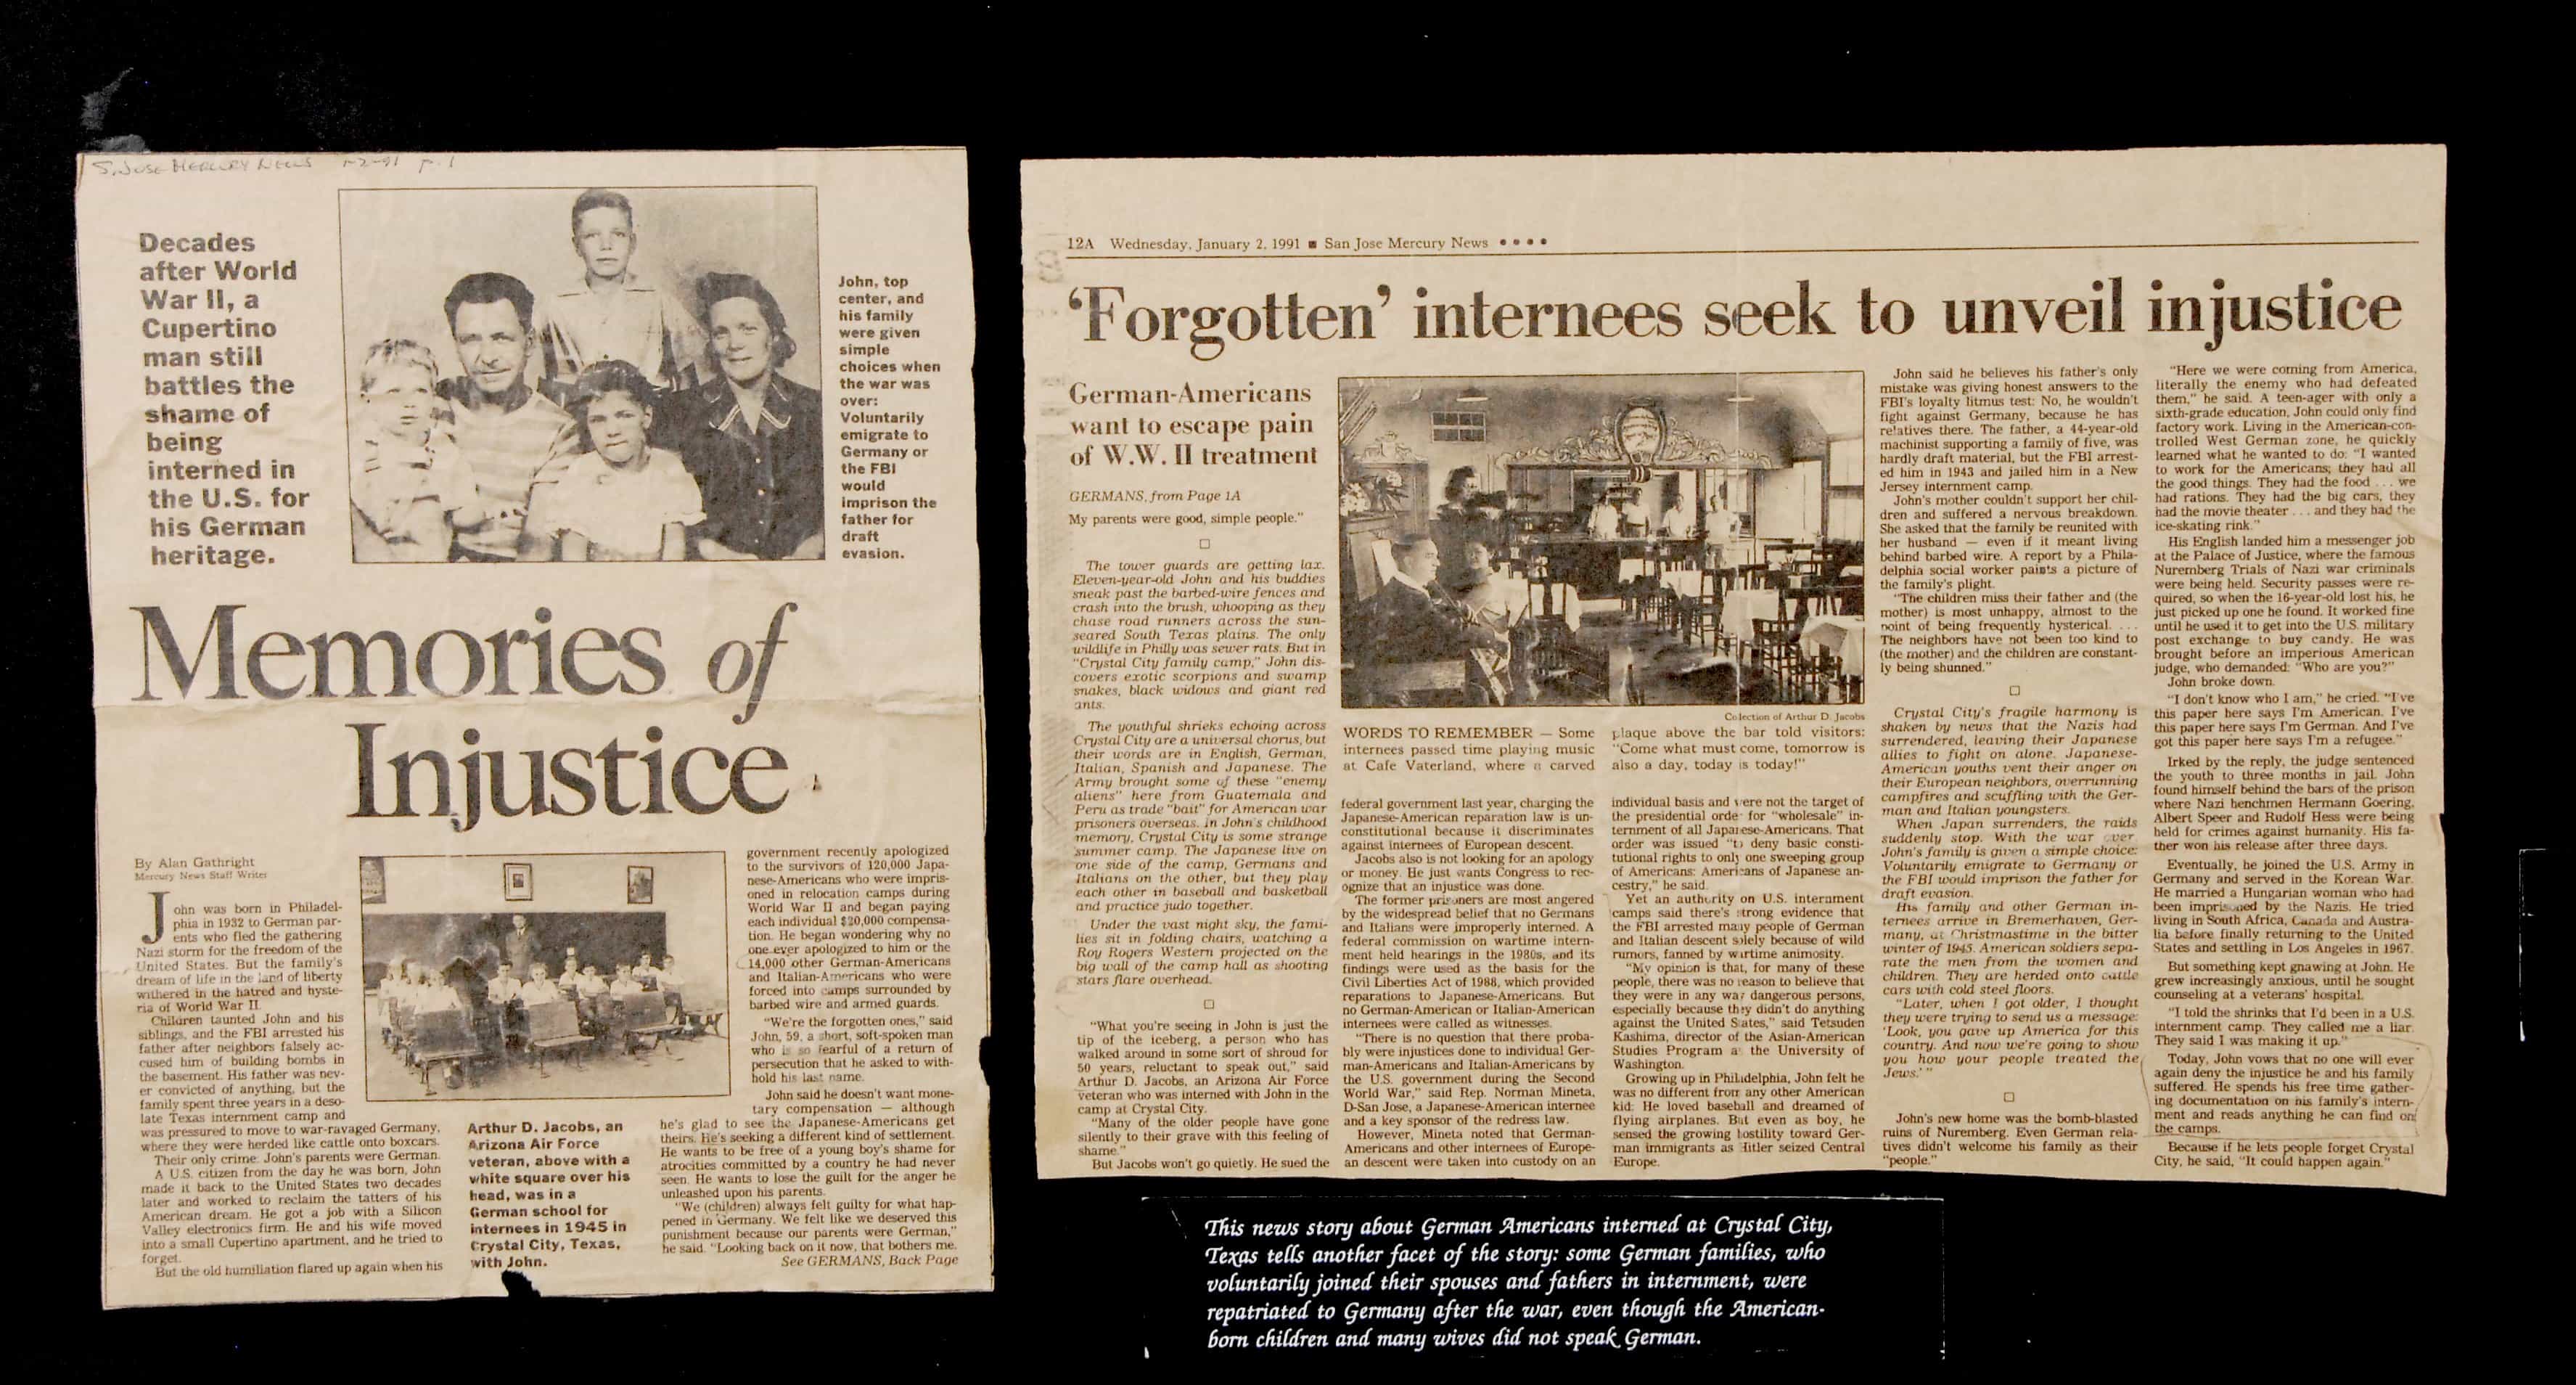 S. JOSE MERCURY NEWS 1-2-91 p. 1
Decades
after World
War II, a
Cupertino
man still
battles the
shame of
being
interned in
the U.S. for
his German
heritage.
John, top
center, and
his family
were given
simple
choices when
the war was
over:
Voluntarily
emigrate to
Germany or
the FBI
would
imprison the
father for
draft
evasion.
Memories of
Injustice
By Alan Gathright
Mercury News Staff Writer
John was born in Philadel-
phia in 1932 to German par-
ents who fled the gathering
Nazi storm for the freedom of the
United States. But the family's
dream of life in the land of liberty
withered in the hatred and hyste-
ria of World War II.
Children taunted John and his
siblings, and the FBI arrested his
father after neighbors falsely ac-
cused him of building bombs in
the basement. His father was nev-
er convicted of anything, but the
family spent three years in a deso-
late Texas internment camp and
was pressured to move to war-ravaged Germany,
where they were herded like cattle onto boxcars.
Their only crime: John's parents were German.
A U.S. citizen from the day he was born, John
made it back to the United States two decades
later and worked to reclaim the tatters of his
American dream. He got a job with a Silicon
Valley electronics firm. He and his wife moved
into a small Cupertino apartment, and he tried to
forget.
But the old humiliation flared up again when his
Arthur D. Jacobs, an
Arizona Air Force
veteran, above with a
white square over his
head, was in a
German school for
internees in 1945 in
Crystal City, Texas,
with John.
government recently apologized
to the survivors of 120,000 Japa-
nese-Americans who were impris-
oned in relocation camps during
World War II and began paying
each individual $20,000 compensa-
tion. He began wondering why no
one ever apologized to him or the
14,000 other German-Americans
and Italian-Americans who were
forced into camps surrounded by
barbed wire and armed guards.
"We're the forgotten ones," said
John, 59, a short, soft-spoken man
who is so fearful of a return of
persecution that he asked to with-
hold his last name.
John said he doesn't want mone-
tary compensation — although
he's glad to see the Japanese-Americans get
theirs. He's seeking a different kind of settlement.
He wants to be free of a young boy's shame for
atrocities committed by a country he had never
seen. He wants to lose the guilt for the anger he
unleashed upon his parents.
"We (children) always felt guilty for what hap-
pened in Germany. We felt like we deserved this
punishment because our parents were German,"
he said. "Looking back on it now, that bothers me.
See GERMANS, Back Page
12A Wednesday, January 2, 1991 ■ San Jose Mercury News ••••
'Forgotten' internees seek to unveil injustice
German-Americans
want to escape pain
of W.W. II treatment
GERMANS, from Page 1A
My parents were good, simple people."
The tower guards are getting lax.
Eleven-year-old John and his buddies
sneak past the barbed-wire fences and
crash into the brush, whooping as they
chase road runners across the sun-
seared South Texas plains. The only
wildlife in Philly was sewer rats. But in
"Crystal City family camp," John dis-
covers exotic scorpions and swamp
snakes, black widows and giant red
ants.
The youthful shrieks echoing across
Crystal City are a universal chorus, but
their words are in English, German,
Italian, Spanish and Japanese. The
Army brought some of these "enemy
aliens" here from Guatemala and
Peru as trade "bait" for American war
prisoners overseas. In John's childhood
memory, Crystal City is some strange
summer camp. The Japanese live on
one side of the camp, Germans and
Italians on the other, but they play
each other in baseball and basketball
and practice judo together.
Under the vast night sky, the fami-
lies sit in folding chairs, watching a
Roy Rogers Western projected on the
big wall of the camp hall as shooting
stars flare overhead.
"What you're seeing in John is just the
tip of the iceberg, a person who has
walked around in some sort of shroud for
50 years, reluctant to speak out," said
Arthur D. Jacobs, an Arizona Air Force
veteran who was interned with John in the
camp at Crystal City.
"Many of the older people have gone
silently to their grave with this feeling of
shame."
But Jacobs won't go quietly. He sued the
Colection of Arthur D. Jacobs
WORDS TO REMEMBER — Some
internees passed time playing music
at Cafe Vaterland, where a carved
plaque above the bar told visitors:
"Come what must come, tomorrow is
also a day, today is today!"
federal government last year, charging the
Japanese-American reparation law is un-
constitutional because it discriminates
against internees of European descent.
Jacobs also is not looking for an apology
or money. He just wants Congress to rec-
ognize that an injustice was done.
The former prisoners are most angered
by the widespread belief that no Germans
and Italians were improperly interned. A
federal commission on wartime intern-
ment held hearings in the 1980s, and its
findings were used as the basis for the
Civil Liberties Act of 1988, which provided
reparations to Japanese-Americans. But
no German-American or Italian-American
internees were called as witnesses.
"There is no question that there proba-
bly were injustices done to individual Ger-
man-Americans and Italian-Americans by
the U.S. government during the Second
World War," said Rep. Norman Mineta,
D-San Jose, a Japanese-American internee
and a key sponsor of the redress law.
However, Mineta noted that German-
Americans and other internees of Europe-
an descent were taken into custody on an
individual basis and were not the target of
the presidential order for "wholesale" in-
ternment of all Japanese-Americans. That
order was issued "to deny basic consti-
tutional rights to only one sweeping group
of Americans: Americans of Japanese an-
cestry," he said.
Yet an authority on U.S. internment
camps said there's strong evidence that
the FBI arrested many people of German
and Italian descent solely because of wild
rumors, fanned by wartime animosity.
"My opinion is that, for many of these
people, there was no reason to believe that
they were in any way dangerous persons,
especially because they didn't do anything
against the United States," said Tetsuden
Kashima, director of the Asian-American
Studies Program at the University of
Washington.
Growing up in Philadelphia, John felt he
was no different from any other American
kid: He loved baseball and dreamed of
flying airplanes. But even as boy, he
sensed the growing hostility toward Ger-
man immigrants as Hitler seized Central
Europe.
John said he believes his father's only
mistake was giving honest answers to the
FBI's loyalty litmus test: No, he wouldn't
fight against Germany, because he has
relatives there. The father, a 44-year-old
machinist supporting a family of five, was
hardly draft material, but the FBI arrest-
ed him in 1943 and jailed him in a New
Jersey internment camp.
John's mother couldn't support her chil-
dren and suffered a nervous breakdown.
She asked that the family be reunited with
her husband — even if it meant living
behind barbed wire. A report by a Phila-
delphia social worker paints a picture of
the family's plight.
"The children miss their father and (the
mother) is most unhappy, almost to the
point of being frequently hysterical. . . .
The neighbors have not been too kind to
(the mother) and the children are constant-
ly being shunned."
Crystal City's fragile harmony is
shaken by news that the Nazis had
surrendered, leaving their Japanese
allies to fight on alone. Japanese-
American youths vent their anger on
their European neighbors, overrunning
campfires and scuffling with the Ger-
man and Italian youngsters.
When Japan surrenders, the raids
suddenly stop. With the war over,
John's family is given a simple choice:
Voluntarily emigrate to Germany or
the FBI would imprison the father for
draft evasion.
His family and other German in-
ternees arrive in Bremerhaven, Ger-
many, at Christmastime in the bitter
winter of 1945. American soldiers sepa-
rate the men from the women and
children. They are herded onto cattle
cars with cold steel floors.
"Later, when I got older, I thought
they were trying to send us a message:
'Look, you gave up America for this
country. And now we're going to show
you how your people treated the
Jews.' "
John's new home was the bomb-blasted
ruins of Nuremberg. Even German rela-
tives didn't welcome his family as their
"people."
"Here we were coming from America,
literally the enemy who had defeated
them," he said. A teen-ager with only a
sixth-grade education, John could only find
factory work. Living in the American-con-
trolled West German zone, he quickly
learned what he wanted to do: "I wanted
to work for the Americans; they had all
the good things. They had the food . . . we
had rations. They had the big cars, they
had the movie theater . . . and they had the
ice-skating rink."
His English landed him a messenger job
at the Palace of Justice, where the famous
Nuremberg Trials of Nazi war criminals
were being held. Security passes were re-
quired, so when the 16-year-old lost his, he
just picked up one he found. It worked fine
until he used it to get into the U.S. military
post exchange to buy candy. He was
brought before an imperious American
judge, who demanded: "Who are you?"
John broke down.
"I don't know who I am," he cried. "I've
this paper here says I'm American. I've
this paper here says I'm German. And I've
got this paper here says I'm a refugee."
Irked by the reply, the judge sentenced
the youth to three months in jail. John
found himself behind the bars of the prison
where Nazi henchmen Hermann Goering,
Albert Speer and Rudolf Hess were being
held for crimes against humanity. His fa-
ther won his release after three days.
Eventually, he joined the U.S. Army in
Germany and served in the Korean War.
He married a Hungarian woman who had
been imprisoned by the Nazis. He tried
living in South Africa, Canada and Austra-
lia before finally returning to the United
States and settling in Los Angeles in 1967.
But something kept gnawing at John. He
grew increasingly anxious, until he sought
counseling at a veterans' hospital.
"I told the shrinks that I'd been in a U.S.
internment camp. They called me a liar.
They said I was making it up."
Today, John vows that no one will ever
again deny the injustice he and his family
suffered. He spends his free time gather-
ing documentation on his family's intern-
ment and reads anything he can find on
the camps.
Because if he lets people forget Crystal
City, he said, "It could happen again."
This news story about German Americans interned at Crystal City,
Texas tells another facet of the story: some German families, who
voluntarily joined their spouses and fathers in internment, were
repatriated to Germany after the war, even though the American-
born children and many wives did not speak German.